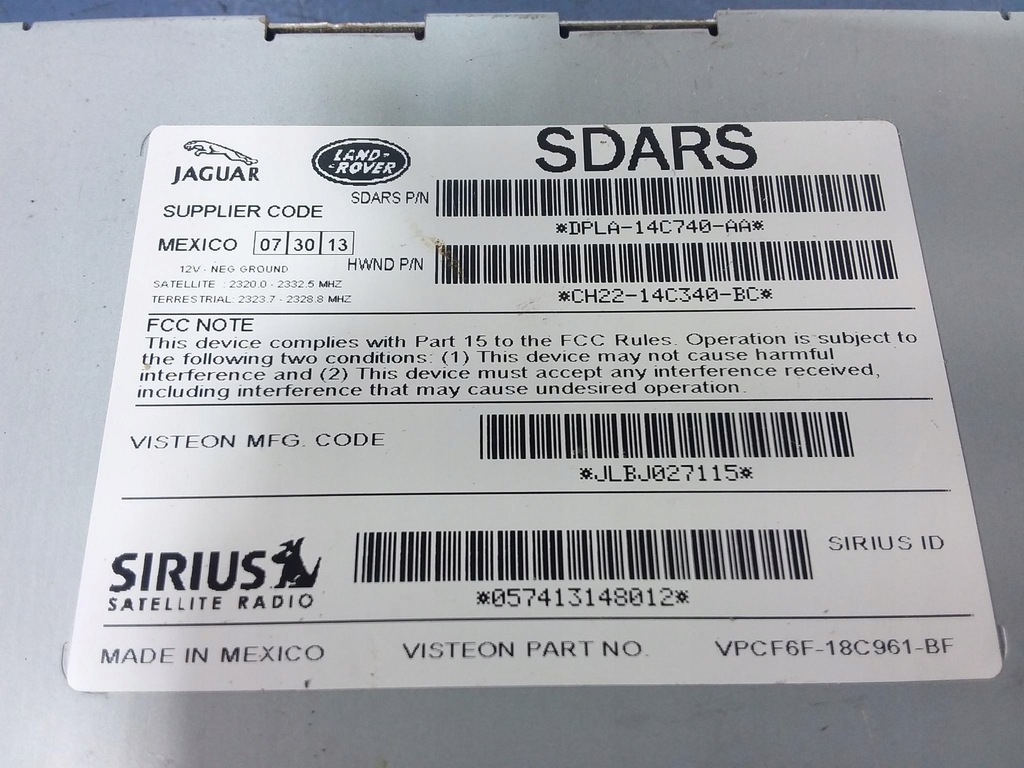 SDARS
JAGUAR
LAND-
-ROVER
SDARS P/N
*DPLA-14C740-AA*
SUPPLIER CODE
MEXICO 07 30 13
HWND P/N
*CH22-14C340-BC*
12V - NEG GROUND
SATELLITE : 2320.0 - 2332.5 MHZ
TERRESTRIAL: 2323.7 - 2328.8 MHZ
FCC NOTE
This device complies with Part 15 to the FCC Rules. Operation is subject to
the following two conditions: (1) This device may not cause harmful
interference and (2) This device must accept any interference received,
including interference that may cause undesired operation.
VISTEON MFG. CODE
*JLBJ027115*
SIRIUS
SATELLITE RADIO
*057413148012*
SIRIUS ID
MADE IN MEXICO VISTEON PART NO. VPCF6F-18C961-BF